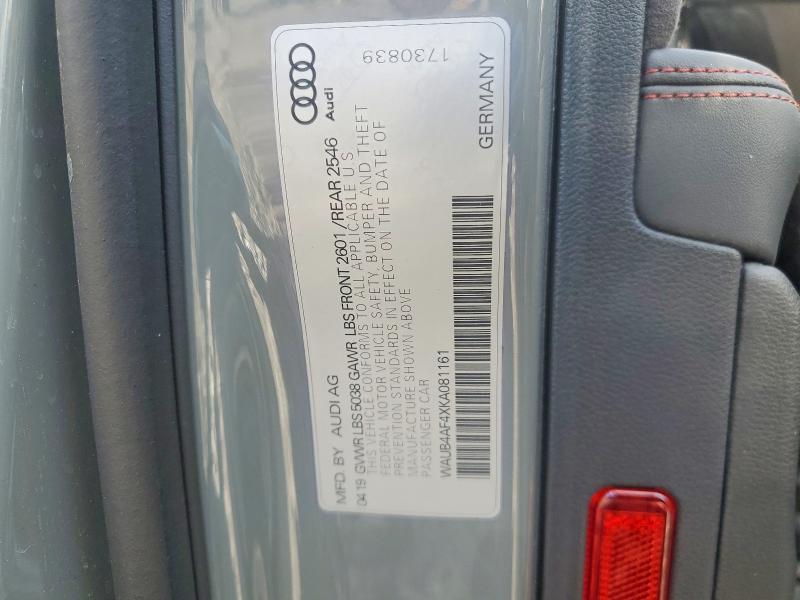 Audi
1730839
MFD. BY AUDI AG
04.19 GVWR LBS 5038 GAWR LBS FRONT 2601/REAR 2546
THIS VEHICLE CONFORMS TO ALL APPLICABLE U.S.
FEDERAL MOTOR VEHICLE SAFETY, BUMPER AND THEFT
PREVENTION STANDARDS IN EFFECT ON THE DATE OF
MANUFACTURE SHOWN ABOVE
PASSENGER CAR
WAUB4AF4XKA081161
GERMANY